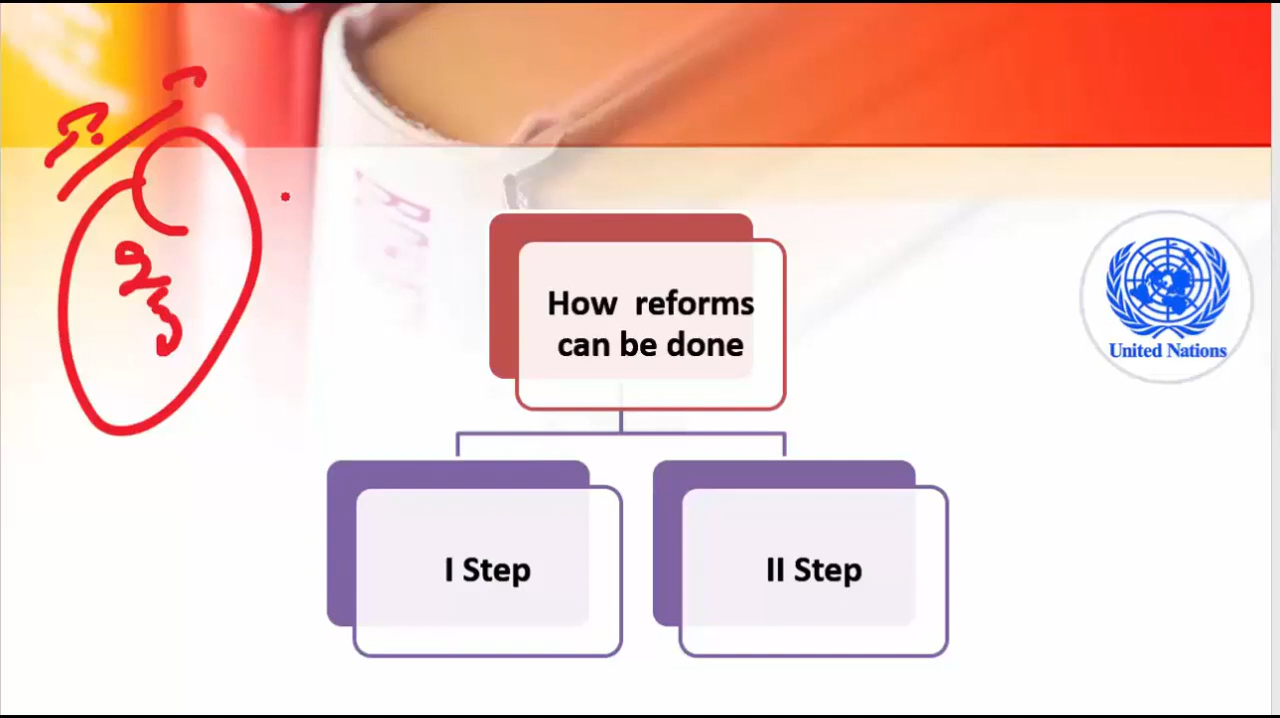 How reforms
can be done
United Nations
I Step
II Step